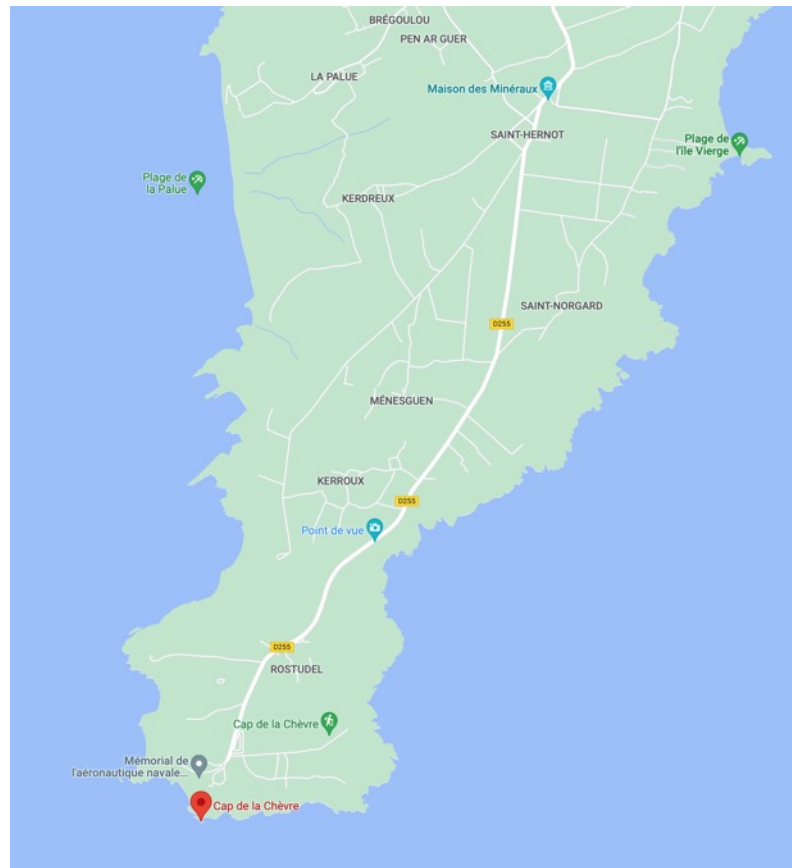 BRÉGOULOU
PEN AR GUER
LA PALUE
Maison des Minéraux
SAINT-HERNOT
Plage de
l'île Vierge
Plage de
la Palue
KERDREUX
SAINT-NORGARD
D255
MÉNESGUEN
KERROUX
D255
Point de vue
D255
ROSTUDEL
Cap de la Chèvre
Mémorial de
l'aéronautique navale...
Cap de la Chèvre